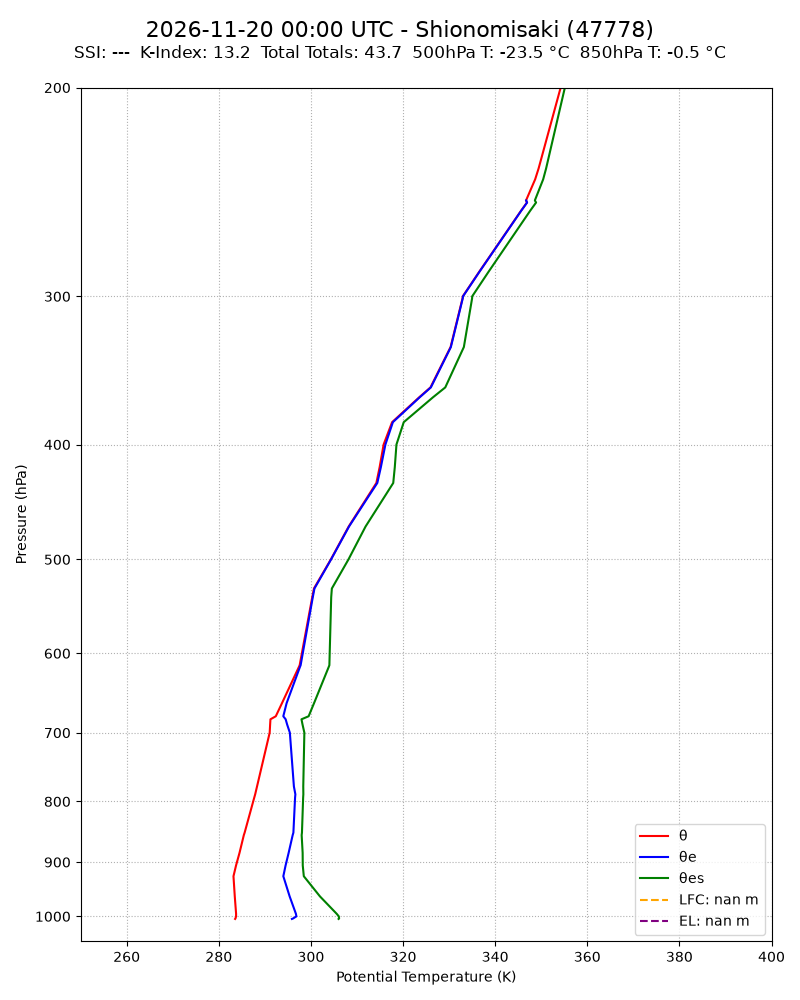 2026-11-20 00:00 UTC - Shionomisaki (47778)
SSI: --- K-Index: 13.2 Total Totals: 43.7 500hPa T: -23.5 °C 850hPa T: -0.5 °C
200
300
400
500
600
700
800
900
1000
Pressure (hPa)
θ
θe
θes
LFC: nan m
EL: nan m
260
280
300
320
340
360
380
400
Potential Temperature (K)